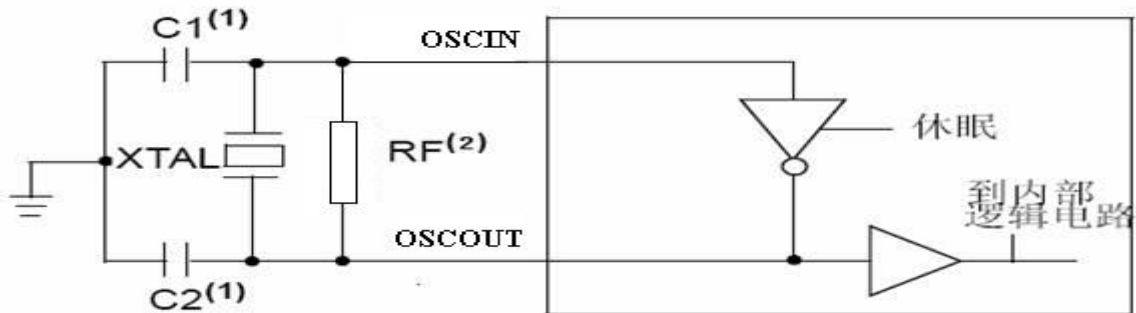 C1(1)
OSCIN
XTAL
RF(2)
休眠
到内部
逻辑电路
OSCOUT
C2(1)